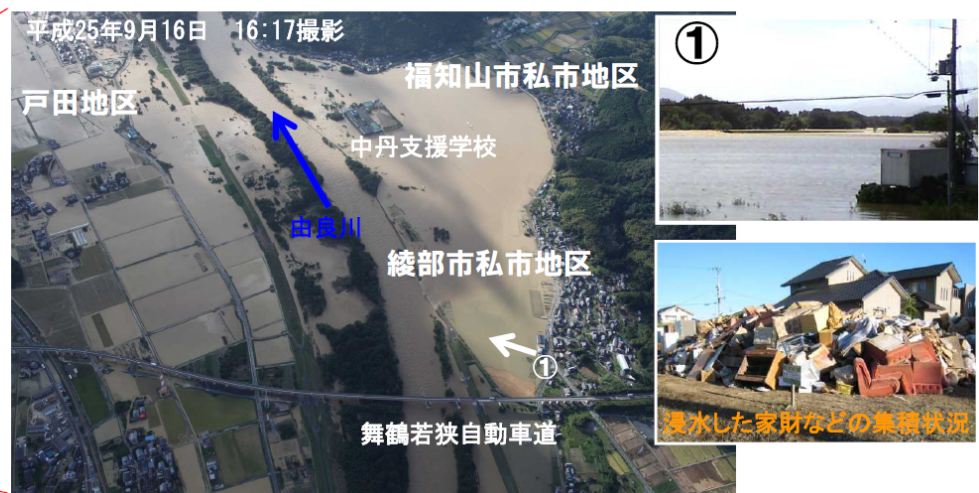 平成25年9月16日　16:17撮影
戸田地区
福知山市私市地区
中丹支援学校
由良川
綾部市私市地区
①
舞鶴若狭自動車道
①
浸水した家財などの集積状況